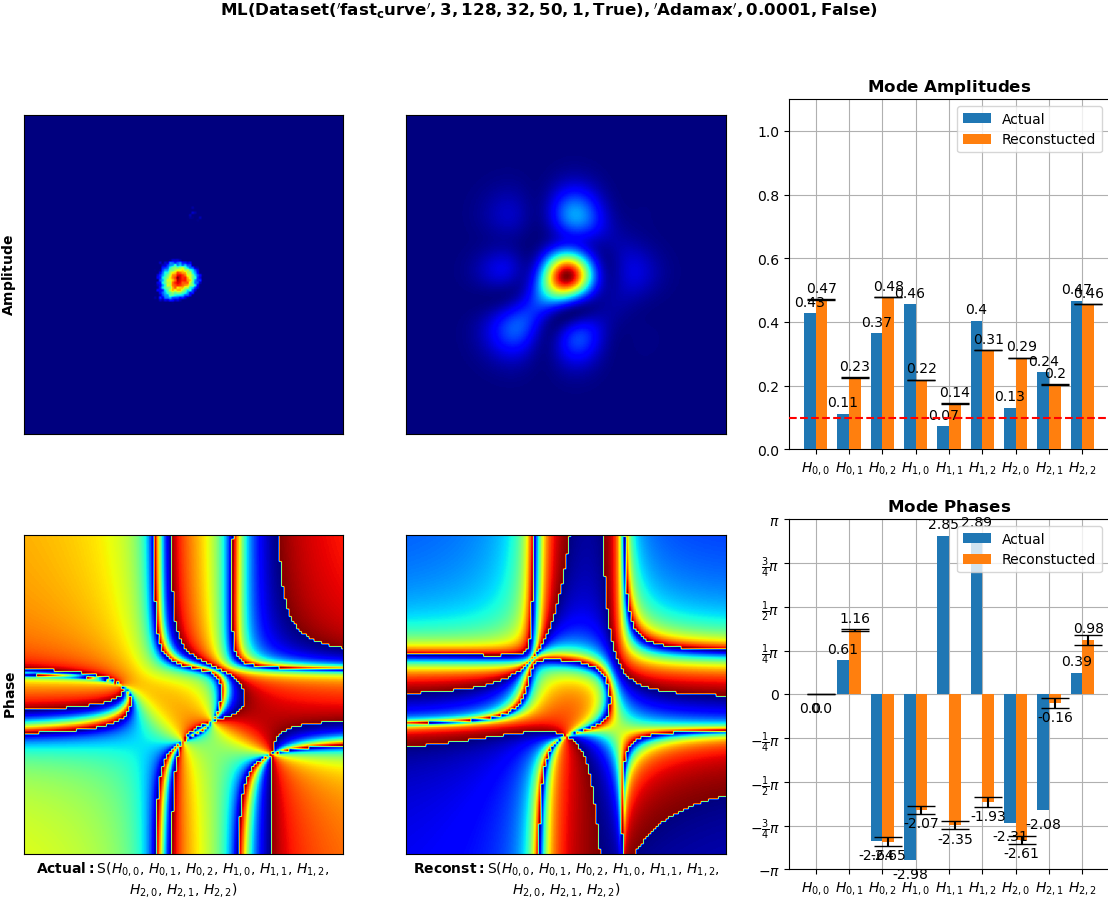 ML(Dataset('fast_curve', 3, 128, 32, 50, 1, True), 'Adamax', 0.0001, False)
Amplitude
Mode Amplitudes
Actual
Reconstucted
1.0
0.8
0.6
0.4
0.2
0.0
0.43 0.47 0.11 0.23 0.37 0.48 0.46 0.22 0.07 0.14 0.4 0.31 0.13 0.29 0.24 0.2 0.47 0.46
H0,0 H0,1 H0,2 H1,0 H1,1 H1,2 H2,0 H2,1 H2,2
Phase
Mode Phases
Actual
Reconstucted
π
3/4π
1/2π
1/4π
0
−1/4π
−1/2π
−3/4π
−π
0.0 0.0 0.61 1.16 -2.64 -2.65 -2.98 -2.07 2.85 -2.35 2.89 -1.93 -2.31 -2.61 -2.08 -0.16 0.39 0.98
H0,0 H0,1 H0,2 H1,0 H1,1 H1,2 H2,0 H2,1 H2,2
Actual: S(H0,0, H0,1, H0,2, H1,0, H1,1, H1,2,
H2,0, H2,1, H2,2)
Reconst: S(H0,0, H0,1, H0,2, H1,0, H1,1, H1,2,
H2,0, H2,1, H2,2)